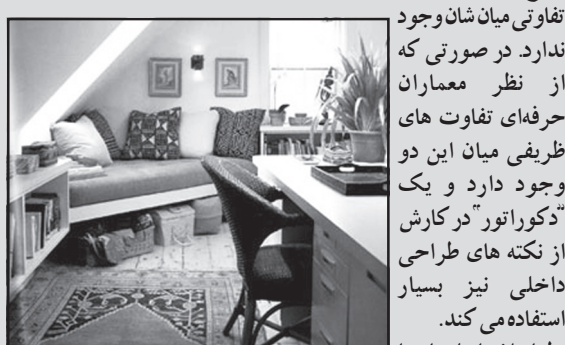 تفاوتی میان شان وجود
ندارد. در صورتی که
از نظر معماران
حرفه‌ای تفاوت های
ظریفی میان این دو
وجود دارد و یک
"دکوراتور" در کارش
از نکته های طراحی
داخلی نیز بسیار
استفاده می کند.